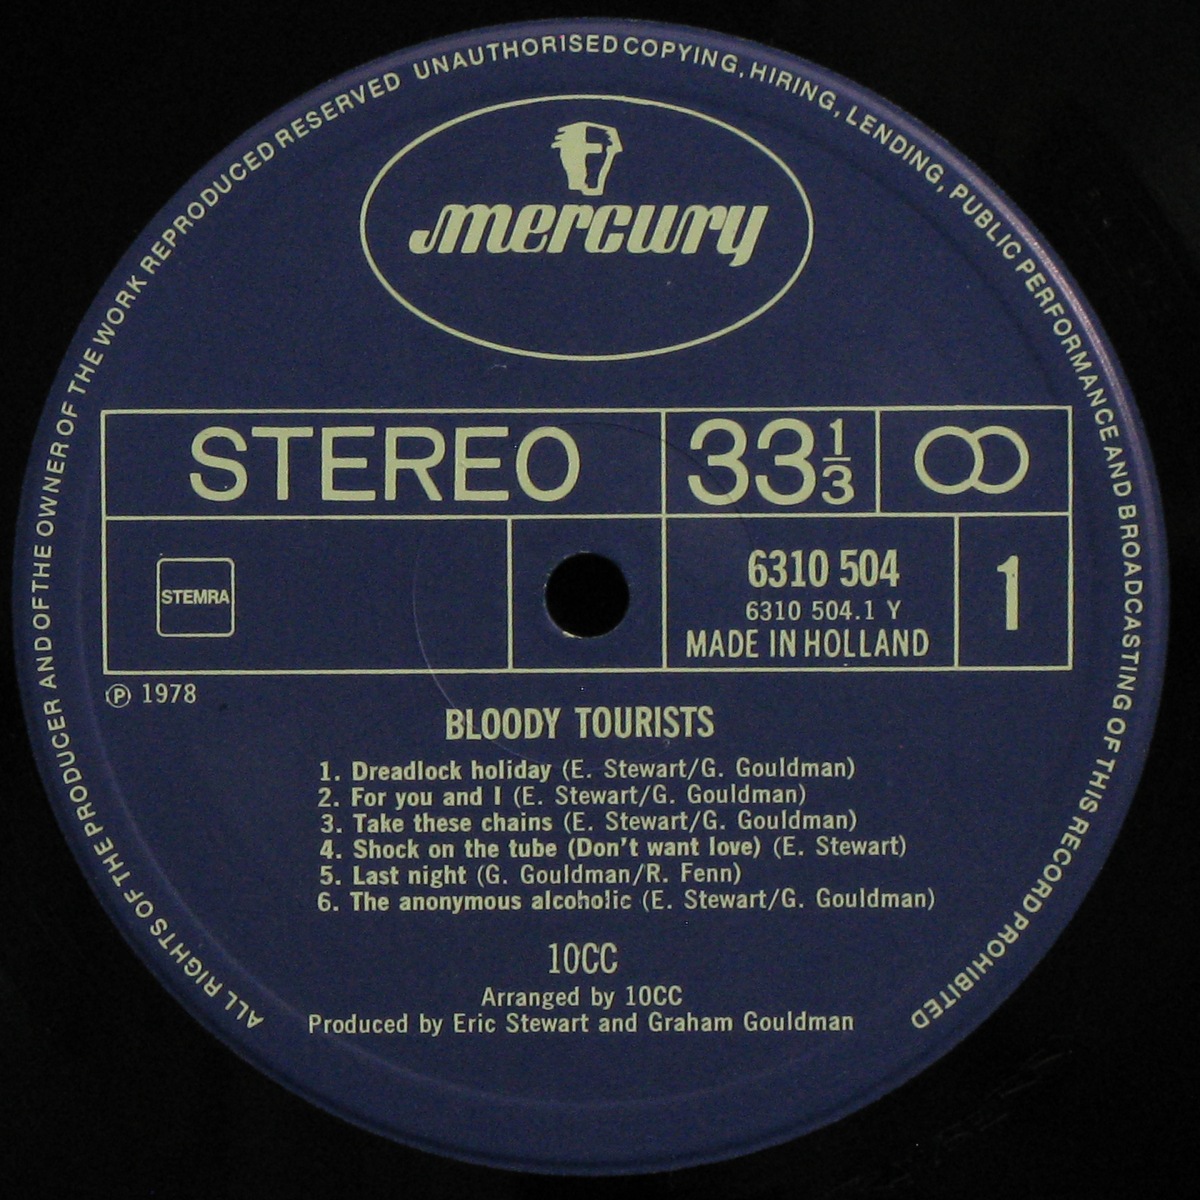 ALL RIGHTS OF THE PRODUCER AND OF THE OWNER OF THE WORK REPRODUCED RESERVED UNAUTHORISED COPYING, HIRING, LENDING, PUBLIC PERFORMANCE AND BROADCASTING OF THIS RECORD PROHIBITED
mercury
STEREO 33 1/3
STEMRA
6310 504
6310 504.1 Y
MADE IN HOLLAND
1
℗ 1978
BLOODY TOURISTS
1. Dreadlock holiday (E. Stewart/G. Gouldman)
2. For you and I (E. Stewart/G. Gouldman)
3. Take these chains (E. Stewart/G. Gouldman)
4. Shock on the tube (Don't want love) (E. Stewart)
5. Last night (G. Gouldman/R. Fenn)
6. The anonymous alcoholic (E. Stewart/G. Gouldman)
10CC
Arranged by 10CC
Produced by Eric Stewart and Graham Gouldman